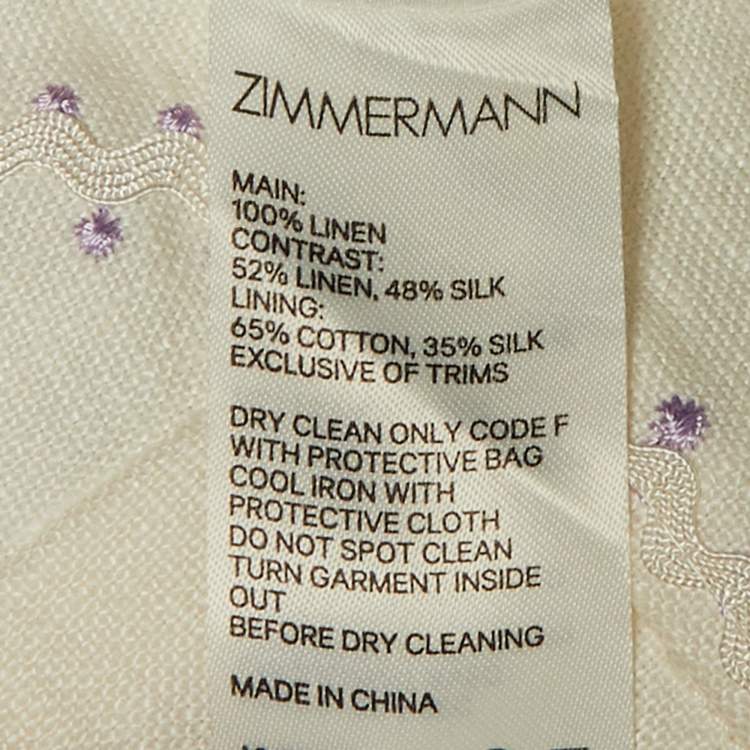 ZIMMERMANN
MAIN:
100% LINEN
CONTRAST:
52% LINEN, 48% SILK
LINING:
65% COTTON, 35% SILK
EXCLUSIVE OF TRIMS
DRY CLEAN ONLY CODE F
WITH PROTECTIVE BAG
COOL IRON WITH
PROTECTIVE CLOTH
DO NOT SPOT CLEAN
TURN GARMENT INSIDE
OUT
BEFORE DRY CLEANING
MADE IN CHINA